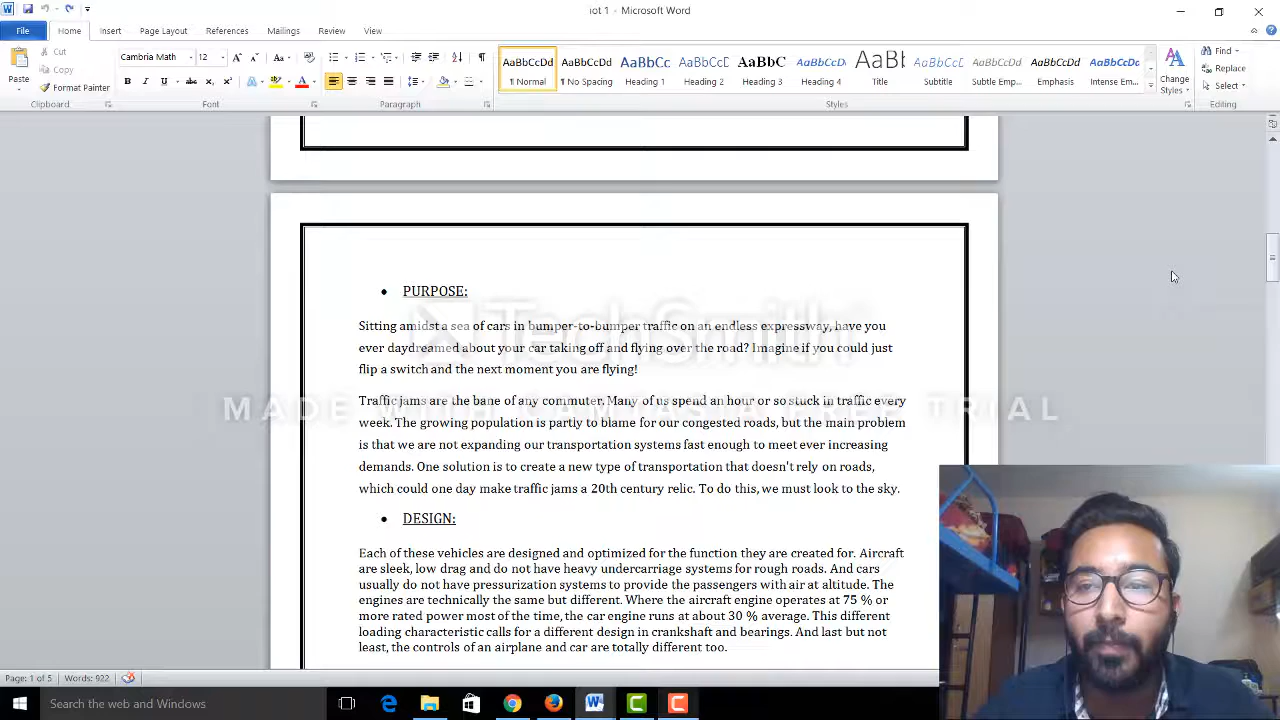 iot 1 - Microsoft Word
File Home Insert Page Layout References Mailings Review View
Paste
Cut
Copy
Format Painter
Clipboard
Cambria Math 12
Font
Paragraph
AaBbCcDd AaBbCcDd AaBbCc AaBbCc AaBbC AaBbCcD AaB AaBbCcL AaBbCcDd AaBbCcDd AaBbCcDc
¶ Normal ¶ No Spacing Heading 1 Heading 2 Heading 3 Heading 4 Title Subtitle Subtle Emp... Emphasis Intense Em...
Styles
Change Styles
Find
Replace
Select
Editing
• PURPOSE:
Sitting amidst a sea of cars in bumper-to-bumper traffic on an endless expressway, have you
ever daydreamed about your car taking off and flying over the road? Imagine if you could just
flip a switch and the next moment you are flying!
Traffic jams are the bane of any commuter. Many of us spend an hour or so stuck in traffic every
week. The growing population is partly to blame for our congested roads, but the main problem
is that we are not expanding our transportation systems fast enough to meet ever increasing
demands. One solution is to create a new type of transportation that doesn't rely on roads,
which could one day make traffic jams a 20th century relic. To do this, we must look to the sky.
• DESIGN:
Each of these vehicles are designed and optimized for the function they are created for. Aircraft
are sleek, low drag and do not have heavy undercarriage systems for rough roads. And cars
usually do not have pressurization systems to provide the passengers with air at altitude. The
engines are technically the same but different. Where the aircraft engine operates at 75 % or
more rated power most of the time, the car engine runs at about 30 % average. This different
loading characteristic calls for a different design in crankshaft and bearings. And last but not
least, the controls of an airplane and car are totally different too.
TechSmith
MADE WITH CAMTASIA FREE TRIAL
Page: 1 of 5 Words: 922
Search the web and Windows